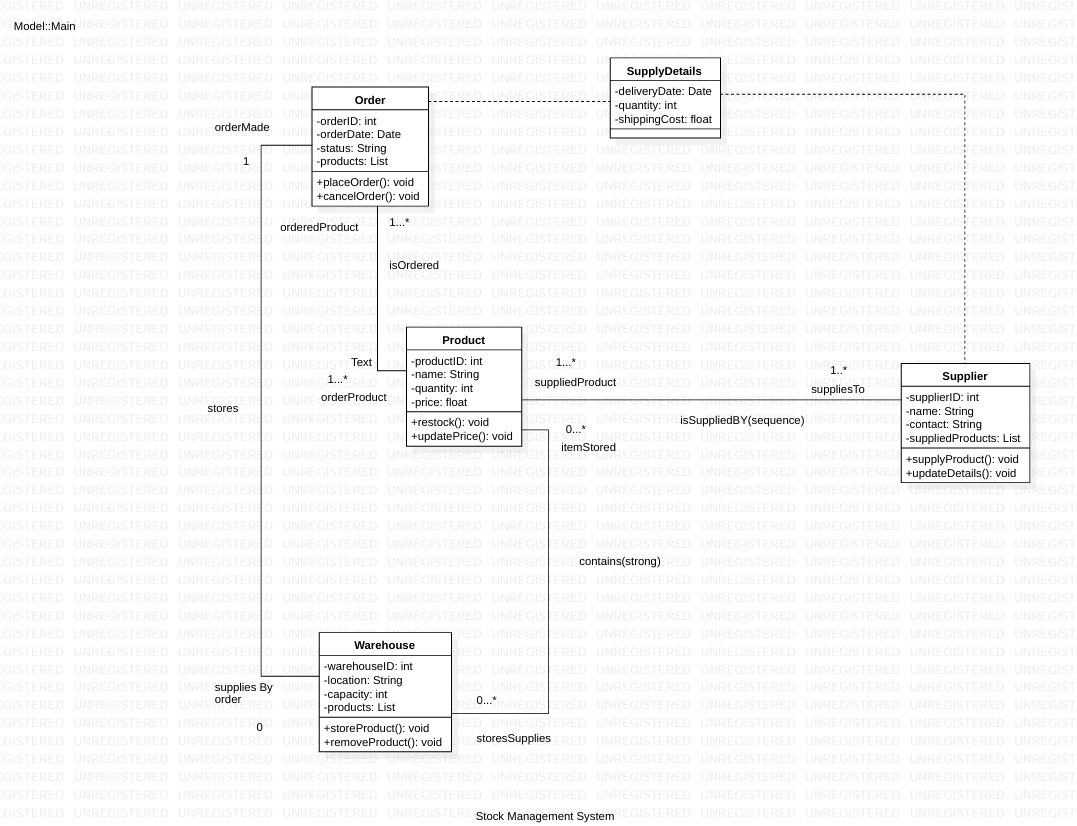 Model::Main
SupplyDetails
-deliveryDate: Date
-quantity: int
-shippingCost: float
Order
-orderID: int
-orderDate: Date
-status: String
-products: List
+placeOrder(): void
+cancelOrder(): void
orderMade
1
orderedProduct
1...*
isOrdered
Product
-productID: int
-name: String
-quantity: int
-price: float
+restock(): void
+updatePrice(): void
Text
1...*
orderProduct
1...*
suppliedProduct
1..*
suppliesTo
isSuppliedBY(sequence)
Supplier
-supplierID: int
-name: String
-contact: String
-suppliedProducts: List
+supplyProduct(): void
+updateDetails(): void
stores
0...*
itemStored
contains(strong)
Warehouse
-warehouseID: int
-location: String
-capacity: int
-products: List
+storeProduct(): void
+removeProduct(): void
supplies By
order
0
0...*
storesSupplies
Stock Management System
UNREGISTERED